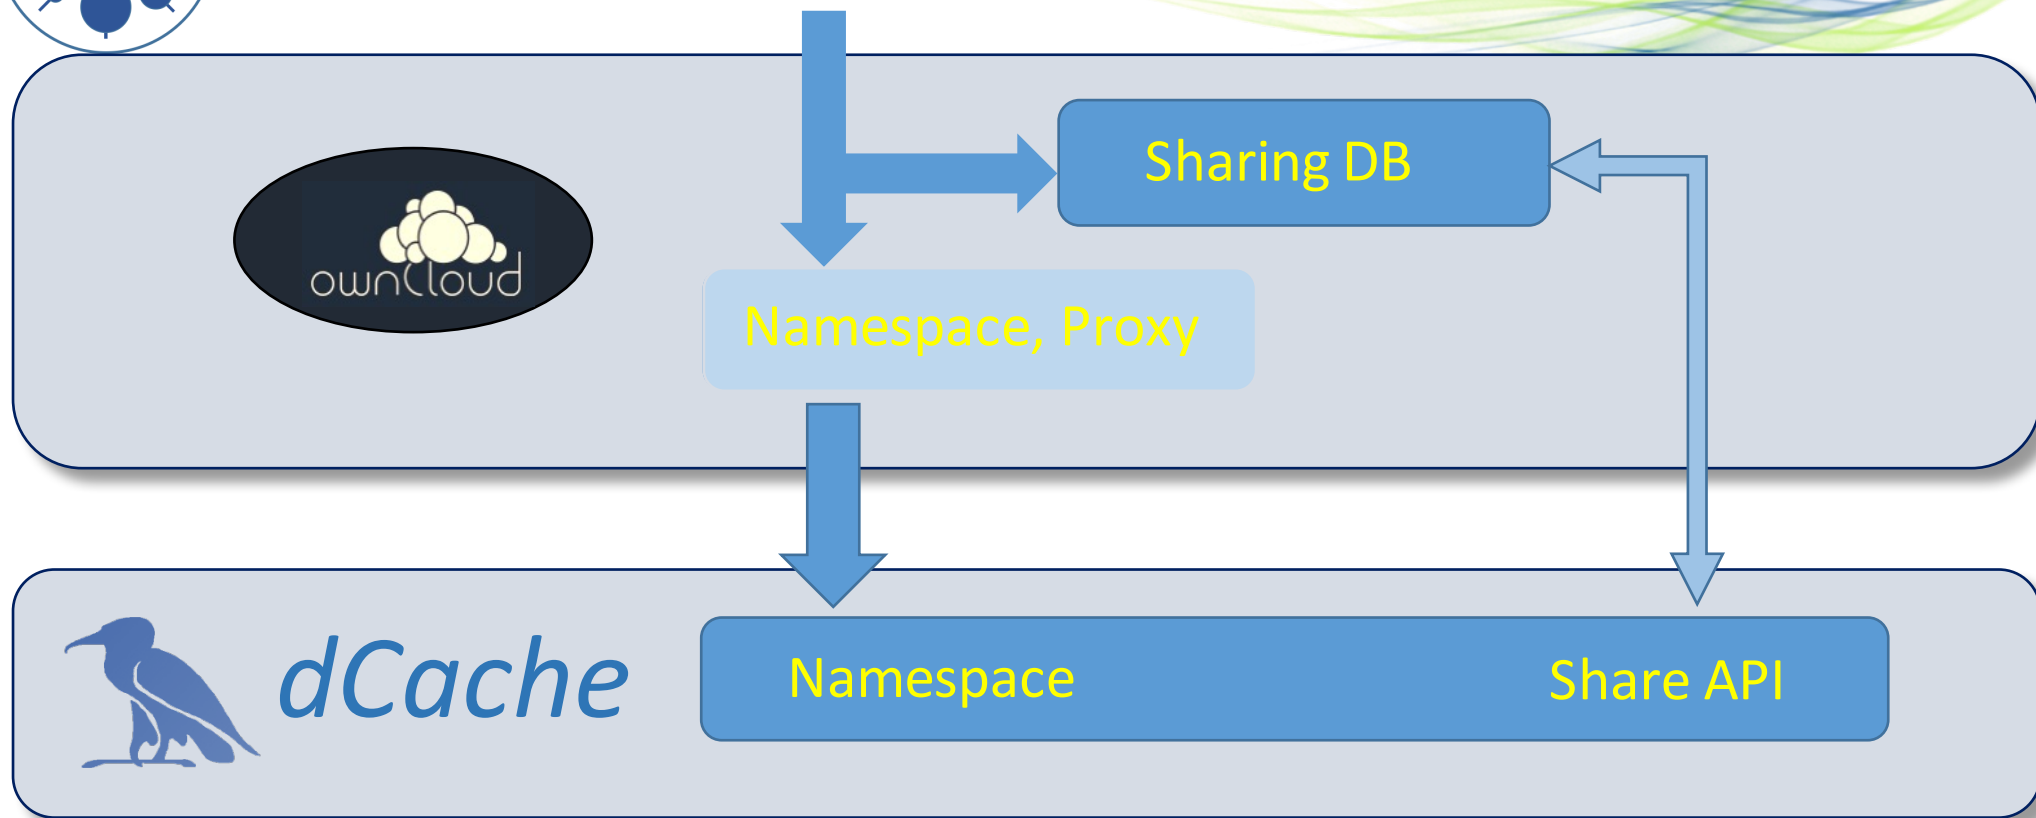 Sharing DB
ownCloud
Namespace, Proxy
dCache
Namespace
Share API